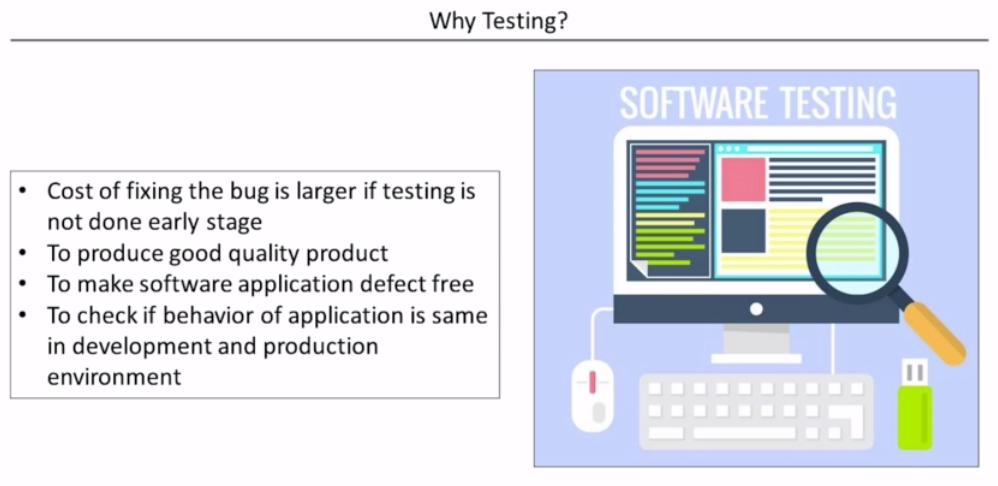 Why Testing?
SOFTWARE TESTING
• Cost of fixing the bug is larger if testing is
not done early stage
• To produce good quality product
• To make software application defect free
• To check if behavior of application is same
in development and production
environment